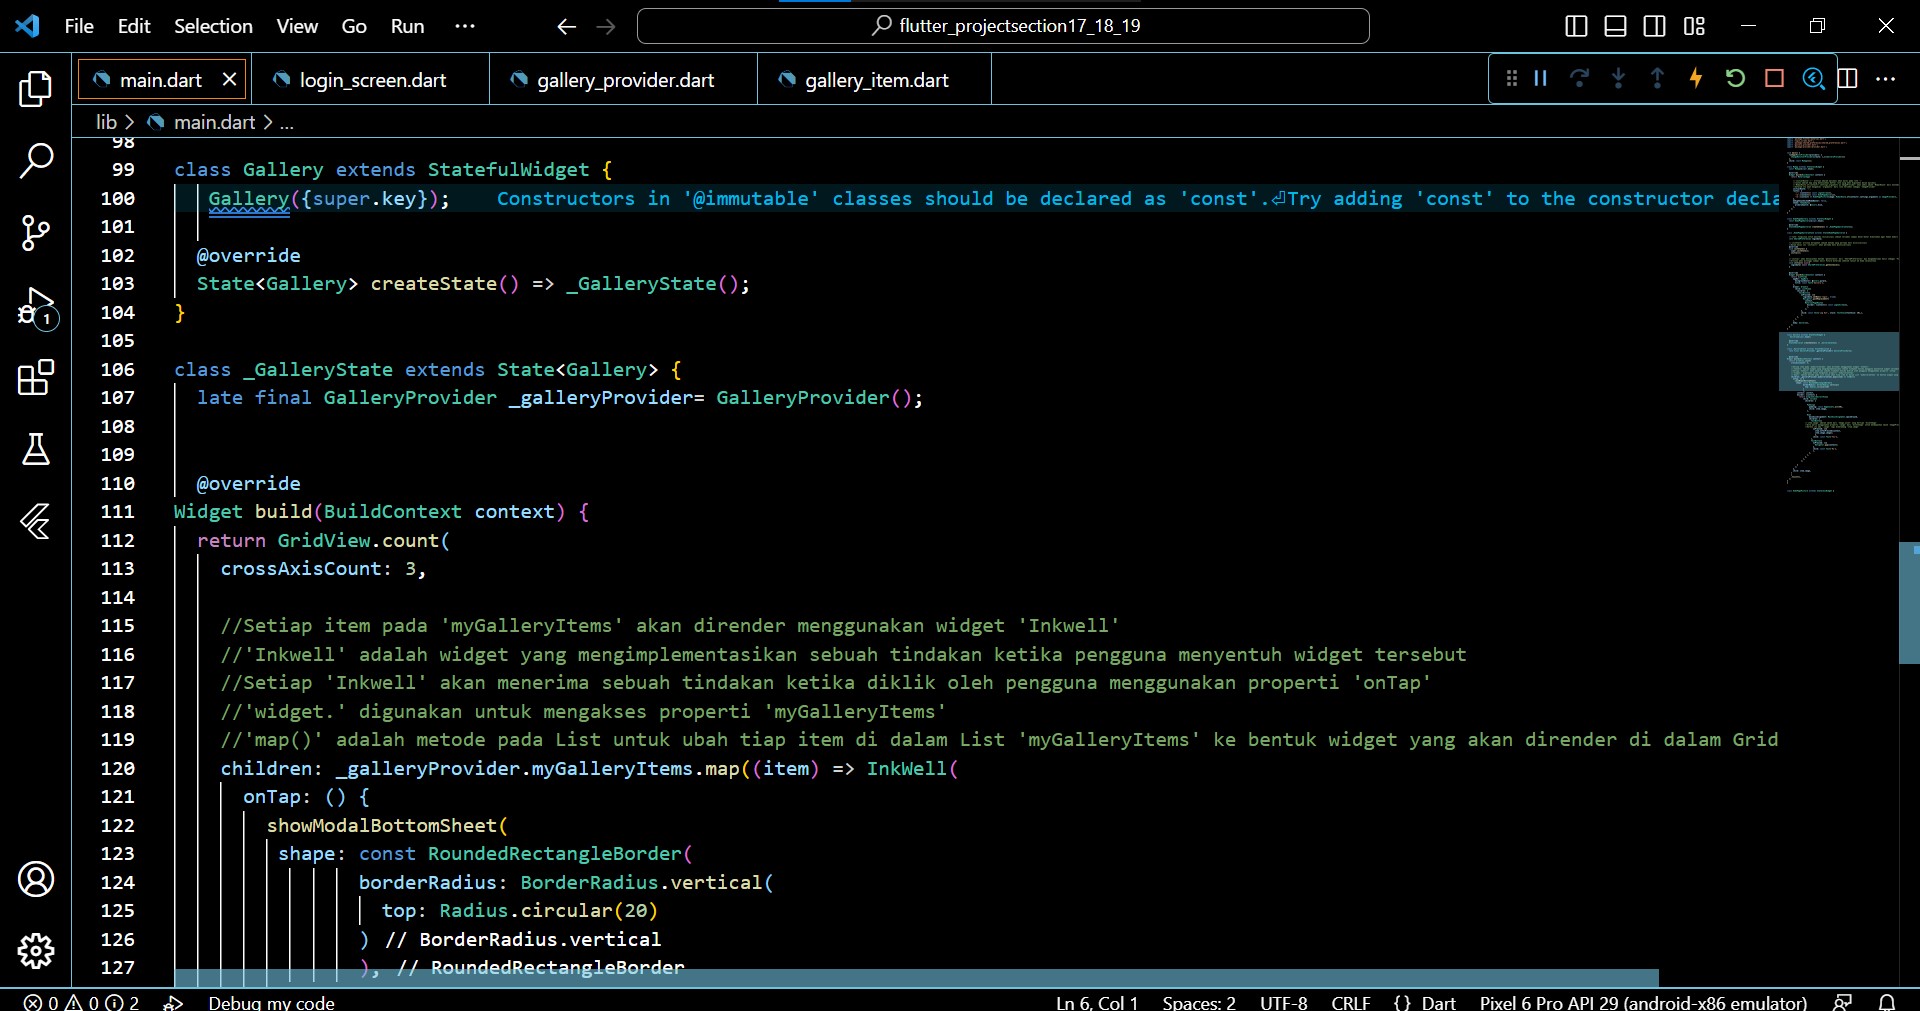 File Edit Selection View Go Run ··· flutter_projectsection17_18_19
main.dart login_screen.dart gallery_provider.dart gallery_item.dart
lib > main.dart > ...
98
99 class Gallery extends StatefulWidget {
100 Gallery({super.key}); Constructors in '@immutable' classes should be declared as 'const'.⏎Try adding 'const' to the constructor decla
101
102 @override
103 State<Gallery> createState() => _GalleryState();
104 }
105
106 class _GalleryState extends State<Gallery> {
107 late final GalleryProvider _galleryProvider= GalleryProvider();
108
109
110 @override
111 Widget build(BuildContext context) {
112 return GridView.count(
113 crossAxisCount: 3,
114
115 //Setiap item pada 'myGalleryItems' akan dirender menggunakan widget 'Inkwell'
116 //'Inkwell' adalah widget yang mengimplementasikan sebuah tindakan ketika pengguna menyentuh widget tersebut
117 //Setiap 'Inkwell' akan menerima sebuah tindakan ketika diklik oleh pengguna menggunakan properti 'onTap'
118 //'widget.' digunakan untuk mengakses properti 'myGalleryItems'
119 //'map()' adalah metode pada List untuk ubah tiap item di dalam List 'myGalleryItems' ke bentuk widget yang akan dirender di dalam Grid
120 children: _galleryProvider.myGalleryItems.map((item) => InkWell(
121 onTap: () {
122 showModalBottomSheet(
123 shape: const RoundedRectangleBorder(
124 borderRadius: BorderRadius.vertical(
125 top: Radius.circular(20)
126 ) // BorderRadius.vertical
127 ), // RoundedRectangleBorder
1
0 0 2 Debug my code Ln 6, Col 1 Spaces: 2 UTF-8 CRLF {} Dart Pixel 6 Pro API 29 (android-x86 emulator)